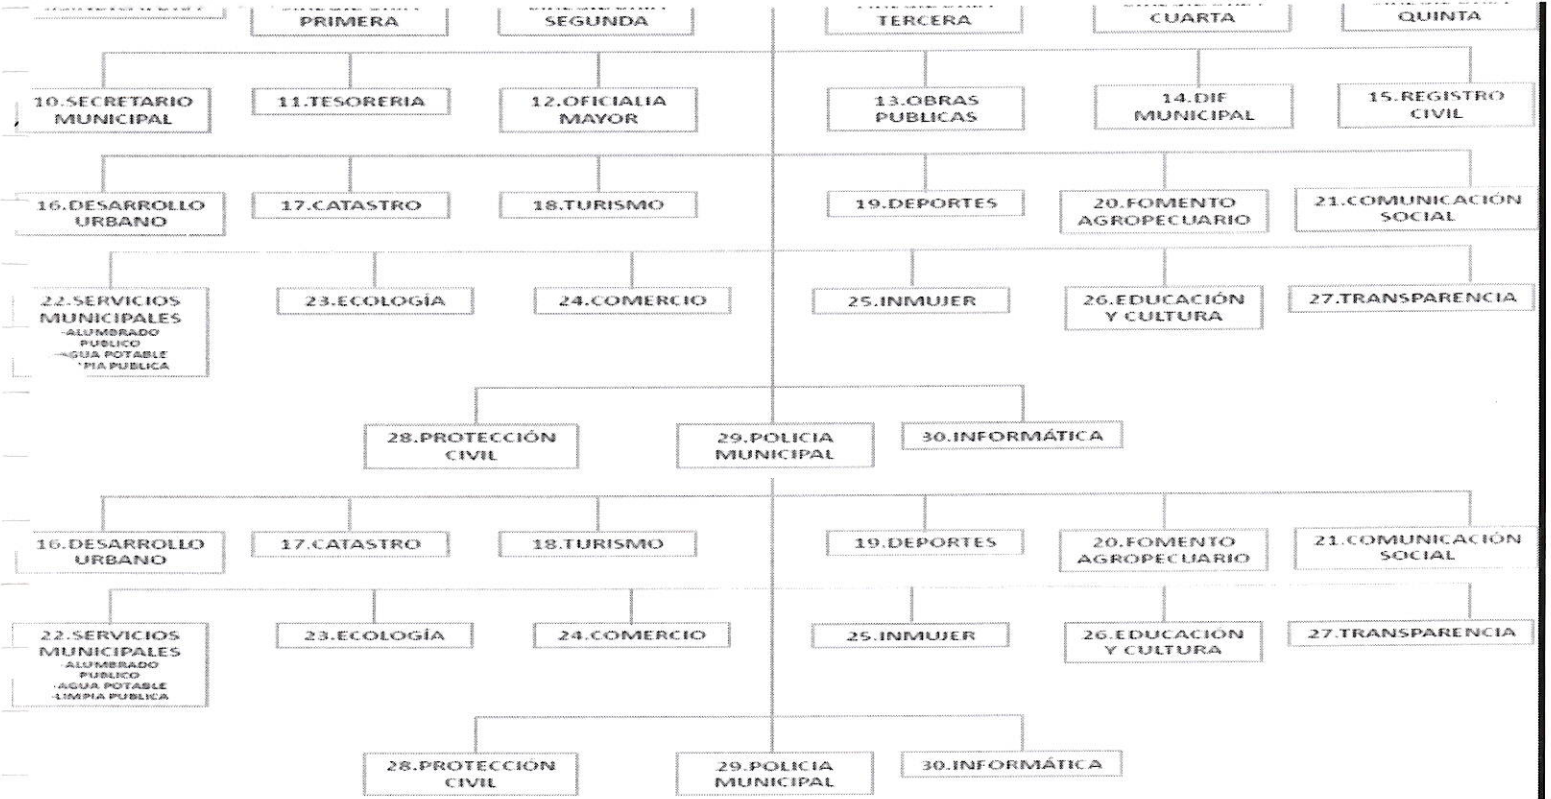 PRIMERA
SEGUNDA
TERCERA
CUARTA
QUINTA
10.SECRETARIO
MUNICIPAL
11.TESORERIA
12.OFICIALIA
MAYOR
13.OBRAS
PUBLICAS
14.DIF
MUNICIPAL
15.REGISTRO
CIVIL
16.DESARROLLO
URBANO
17.CATASTRO
18.TURISMO
19.DEPORTES
20.FOMENTO
AGROPECUARIO
21.COMUNICACIÓN
SOCIAL
22.SERVICIOS
MUNICIPALES
-ALUMBRADO
PUBLICO
AGUA POTABLE
PIA PUBLICA
23.ECOLOGÍA
24.COMERCIO
25.INMUJER
26.EDUCACIÓN
Y CULTURA
27.TRANSPARENCIA
28.PROTECCIÓN
CIVIL
29.POLICIA
MUNICIPAL
30.INFORMÁTICA
16.DESARROLLO
URBANO
17.CATASTRO
18.TURISMO
19.DEPORTES
20.FOMENTO
AGROPECUARIO
21.COMUNICACIÓN
SOCIAL
22.SERVICIOS
MUNICIPALES
-ALUMBRADO
PUBLICO
-AGUA POTABLE
-LIMPIA PUBLICA
23.ECOLOGÍA
24.COMERCIO
25.INMUJER
26.EDUCACIÓN
Y CULTURA
27.TRANSPARENCIA
28.PROTECCIÓN
CIVIL
29.POLICIA
MUNICIPAL
30.INFORMÁTICA